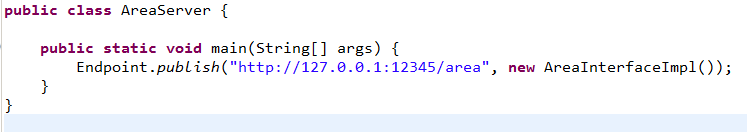 public class AreaServer {
public static void main(String[] args) {
Endpoint.publish("http://127.0.0.1:12345/area", new AreaInterfaceImpl());
}
}